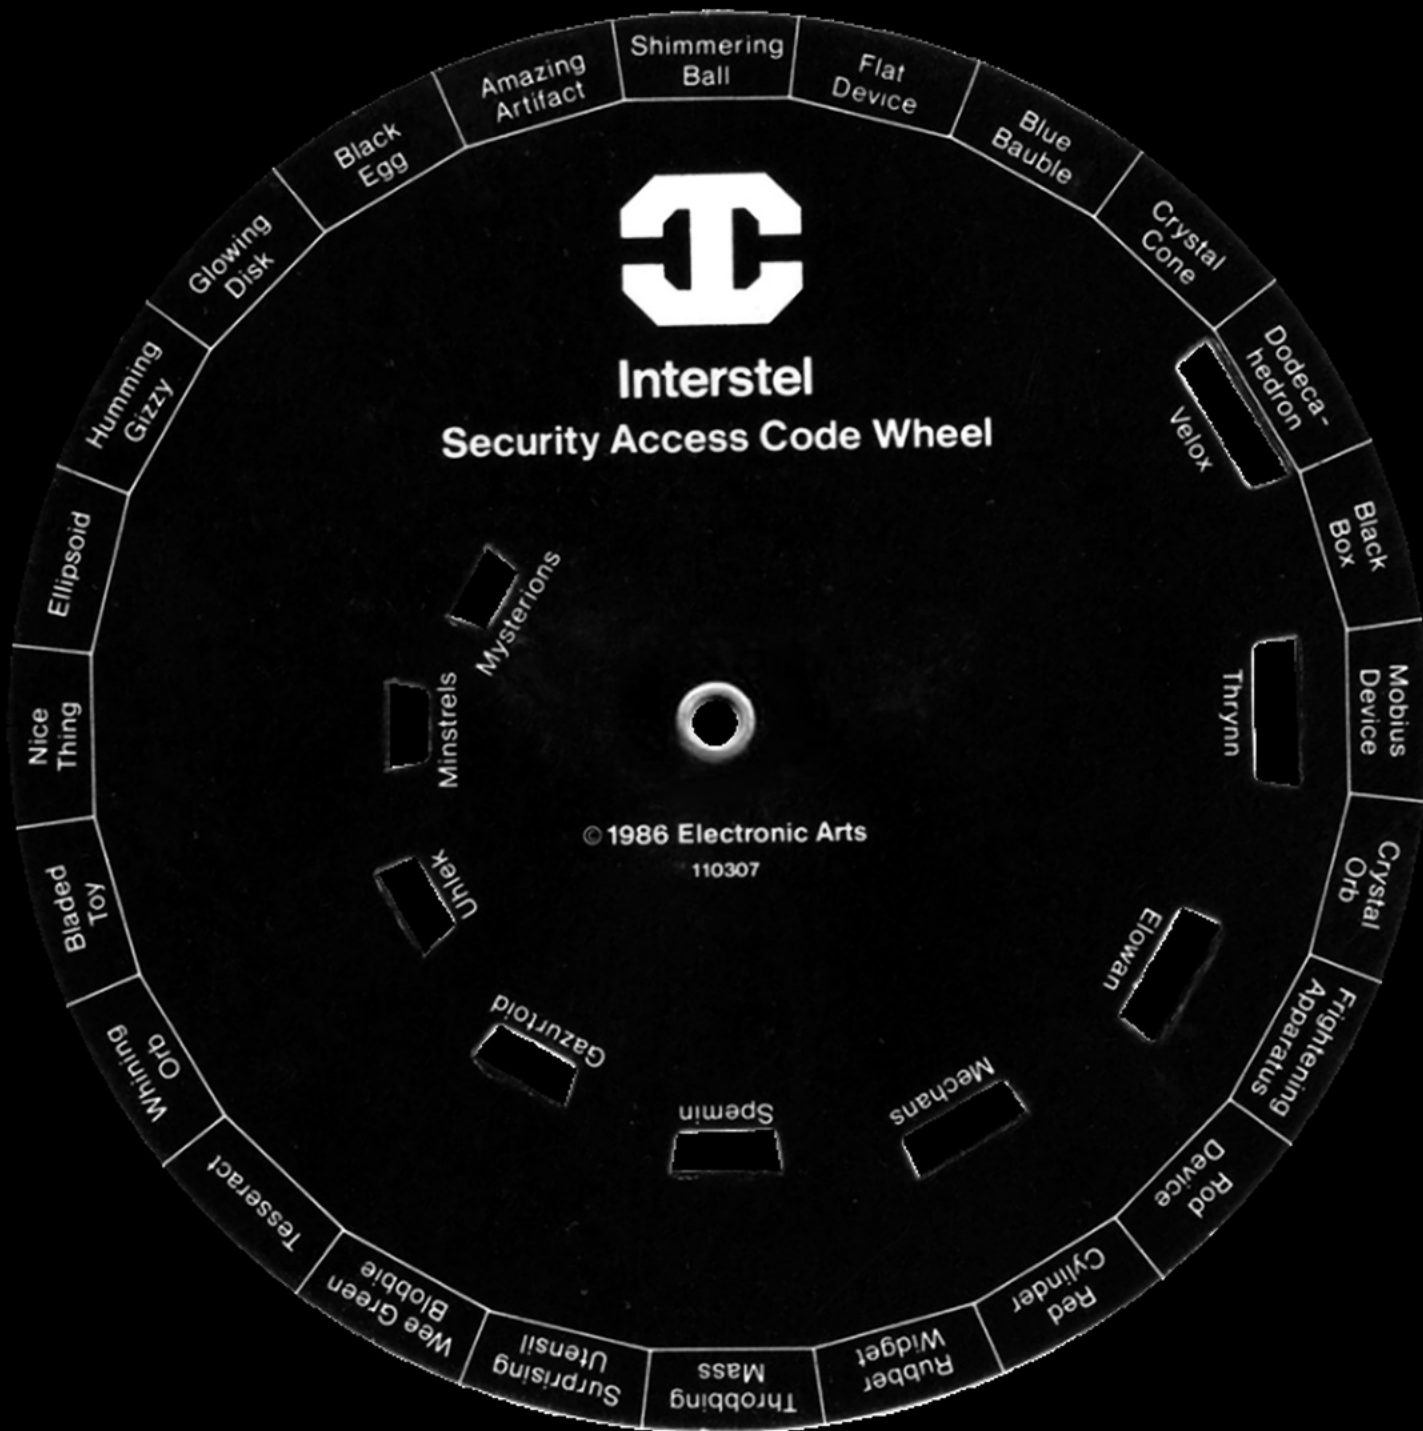 Shimmering
Ball
Flat
Device
Blue
Bauble
Crystal
Cone
Dodeca-
hedron
Black
Box
Mobius
Device
Crystal
Orb
Frightening
Apparatus
Rod
Device
Red
Cylinder
Rubber
Widget
Throbbing
Mass
Surprising
Utensil
Wee Green
Blobbie
Tesseract
Whining
Orb
Bladed
Toy
Nice
Thing
Ellipsoid
Humming
Gizzy
Glowing
Disk
Black
Egg
Amazing
Artifact
Interstel
Security Access Code Wheel
Velox
Thrynn
Elowan
Mechans
Spemin
Gazurtoid
Uhlek
Minstrels
Mysterions
©1986 Electronic Arts
110307